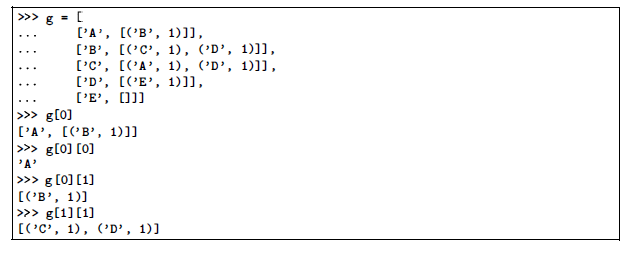 >>> g = [
...     [’A’, [(’B’, 1)]],
...     [’B’, [(’C’, 1), (’D’, 1)]],
...     [’C’, [(’A’, 1), (’D’, 1)]],
...     [’D’, [(’E’, 1)]],
...     [’E’, []]]
>>> g[0]
[’A’, [(’B’, 1)]]
>>> g[0][0]
’A’
>>> g[0][1]
[(’B’, 1)]
>>> g[1][1]
[(’C’, 1), (’D’, 1)]